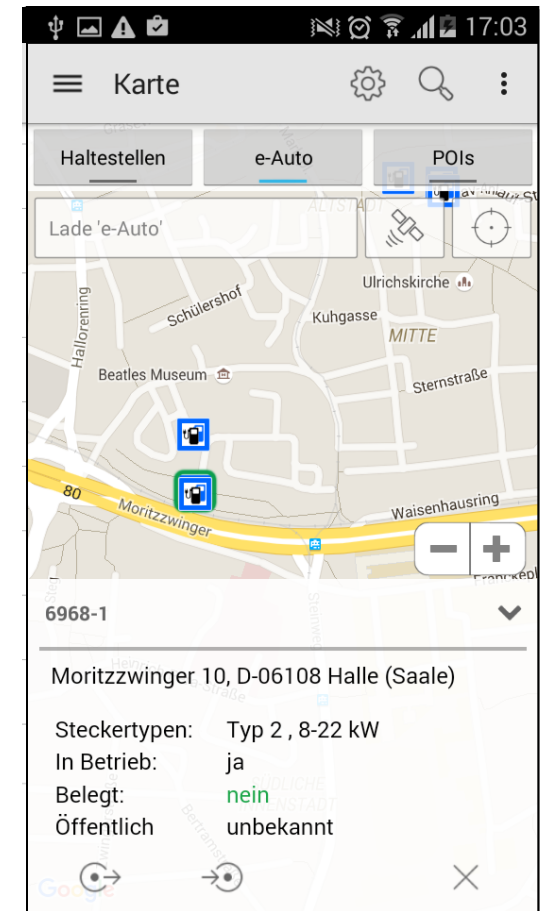 17:03
Karte
Haltestellen
e-Auto
POIs
ALTSTADT
Lade 'e-Auto'
Ulrichskirche
Hallorenring
Schülershof
Kuhgasse
MITTE
Beatles Museum
Sternstraße
80
Moritzzwinger
Waisenhausring
6968-1
Moritzzwinger 10, D-06108 Halle (Saale)
Steckertypen: Typ 2 , 8-22 kW
In Betrieb: ja
Belegt: nein
Öffentlich unbekannt
Google